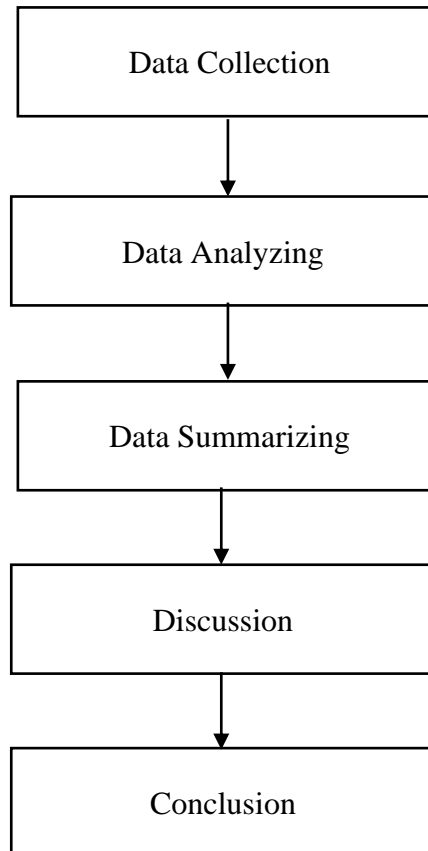 Data Collection
Data Analyzing
Data Summarizing
Discussion
Conclusion